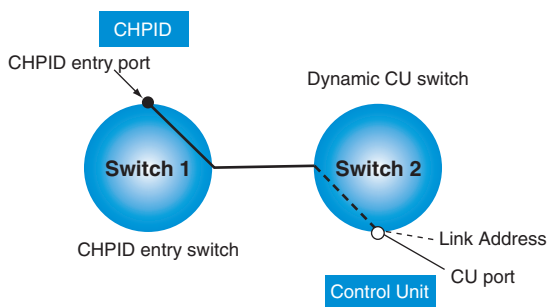 CHPID
CHPID entry port
Dynamic CU switch
Switch 1
Switch 2
CHPID entry switch
Link Address
CU port
Control Unit